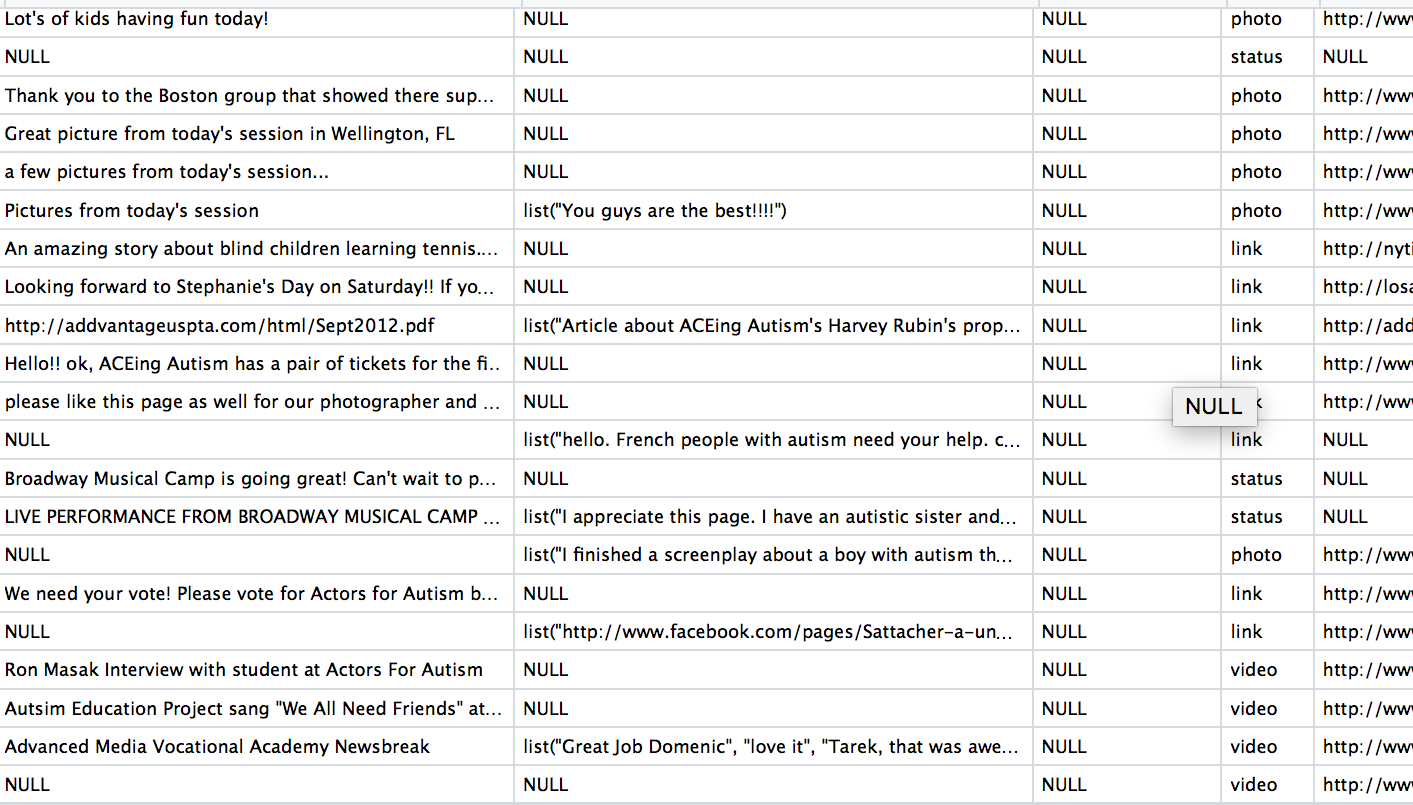 Lot's of kids having fun today! NULL NULL photo http://ww
NULL NULL NULL status NULL
Thank you to the Boston group that showed there sup... NULL NULL photo http://ww
Great picture from today's session in Wellington, FL NULL NULL photo http://ww
a few pictures from today's session... NULL NULL photo http://ww
Pictures from today's session list("You guys are the best!!!!") NULL photo http://ww
An amazing story about blind children learning tennis.... NULL NULL link http://nyti
Looking forward to Stephanie's Day on Saturday!! If yo... NULL NULL link http://losa
http://addvantageuspta.com/html/Sept2012.pdf list("Article about ACEing Autism's Harvey Rubin's prop... NULL link http://add
Hello!! ok, ACEing Autism has a pair of tickets for the fi.. NULL NULL link http://ww
please like this page as well for our photographer and ... NULL NULL NULL k http://ww
NULL list("hello. French people with autism need your help. c... NULL link NULL
Broadway Musical Camp is going great! Can't wait to p... NULL NULL status NULL
LIVE PERFORMANCE FROM BROADWAY MUSICAL CAMP ... list("I appreciate this page. I have an autistic sister and... NULL status NULL
NULL list("I finished a screenplay about a boy with autism th... NULL photo http://ww
We need your vote! Please vote for Actors for Autism b... NULL NULL link http://ww
NULL list("http://www.facebook.com/pages/Sattacher-a-un... NULL link http://ww
Ron Masak Interview with student at Actors For Autism NULL NULL video http://ww
Autsim Education Project sang "We All Need Friends" at... NULL NULL video http://ww
Advanced Media Vocational Academy Newsbreak list("Great Job Domenic", "love it", "Tarek, that was awe... NULL video http://ww
NULL NULL NULL video http://ww